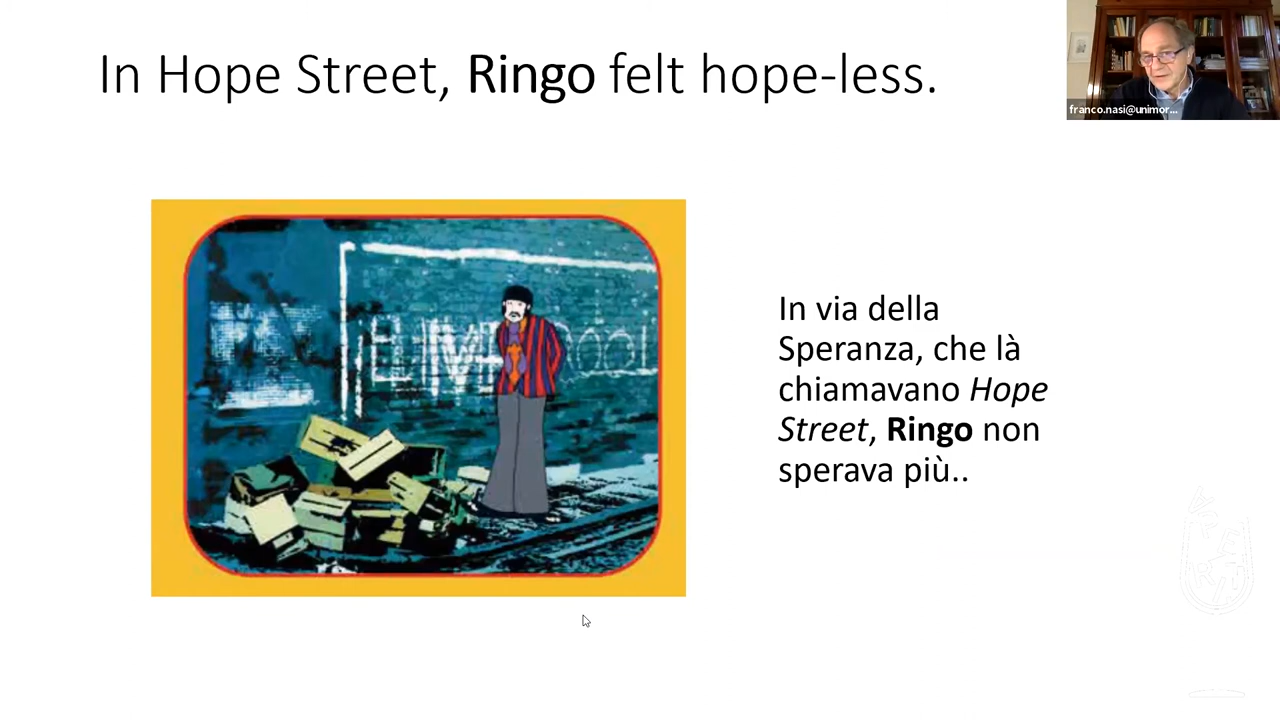 In Hope Street, Ringo felt hope-less.
franco.nasi@unimor...
In via della
Speranza, che là
chiamavano Hope
Street, Ringo non
sperava più..